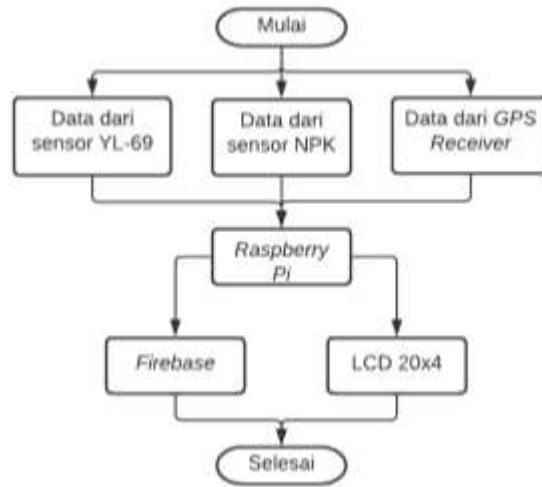 Mulai
Data dari
sensor YL-69
Data dari
sensor NPK
Data dari GPS
Receiver
Raspberry
Pi
Firebase
LCD 20x4
Selesai